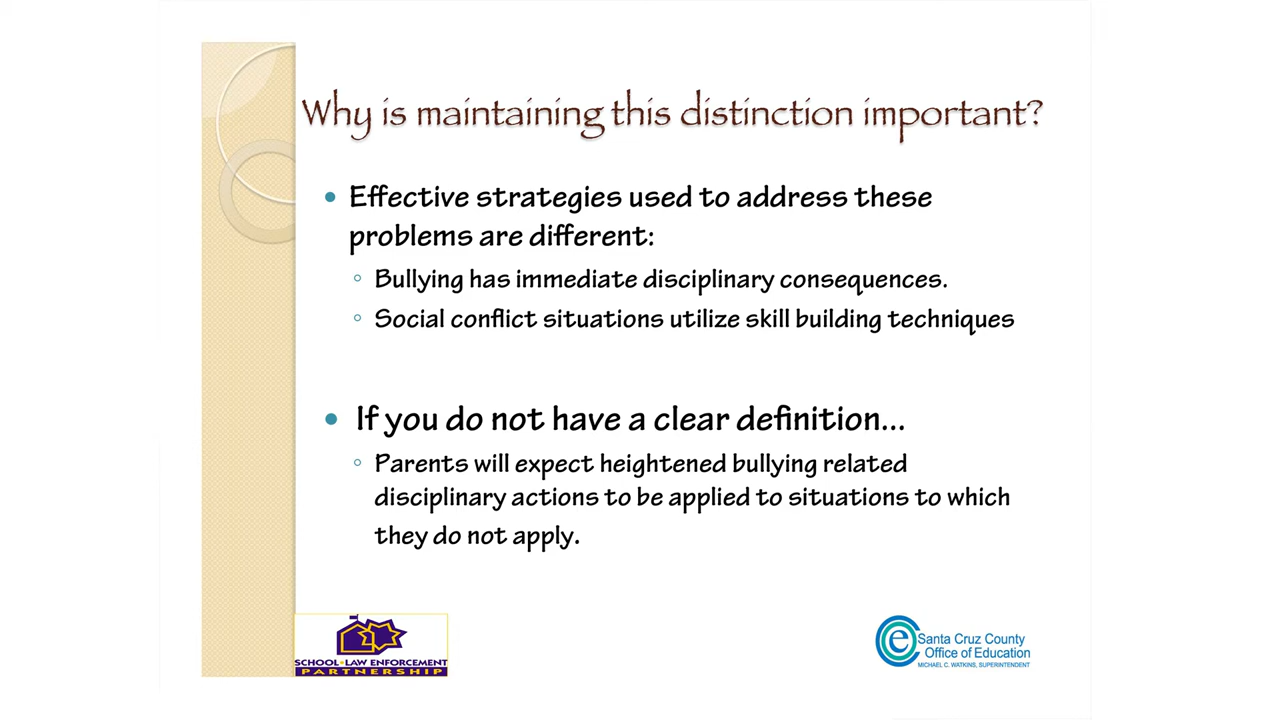 Why is maintaining this distinction important?
Effective strategies used to address these
problems are different:
Bullying has immediate disciplinary consequences.
Social conflict situations utilize skill building techniques
If you do not have a clear definition...
Parents will expect heightened bullying related
disciplinary actions to be applied to situations to which
they do not apply.
SCHOOL•LAW ENFORCEMENT
PARTNERSHIP
Santa Cruz County
Office of Education
MICHAEL C. WATKINS, SUPERINTENDENT